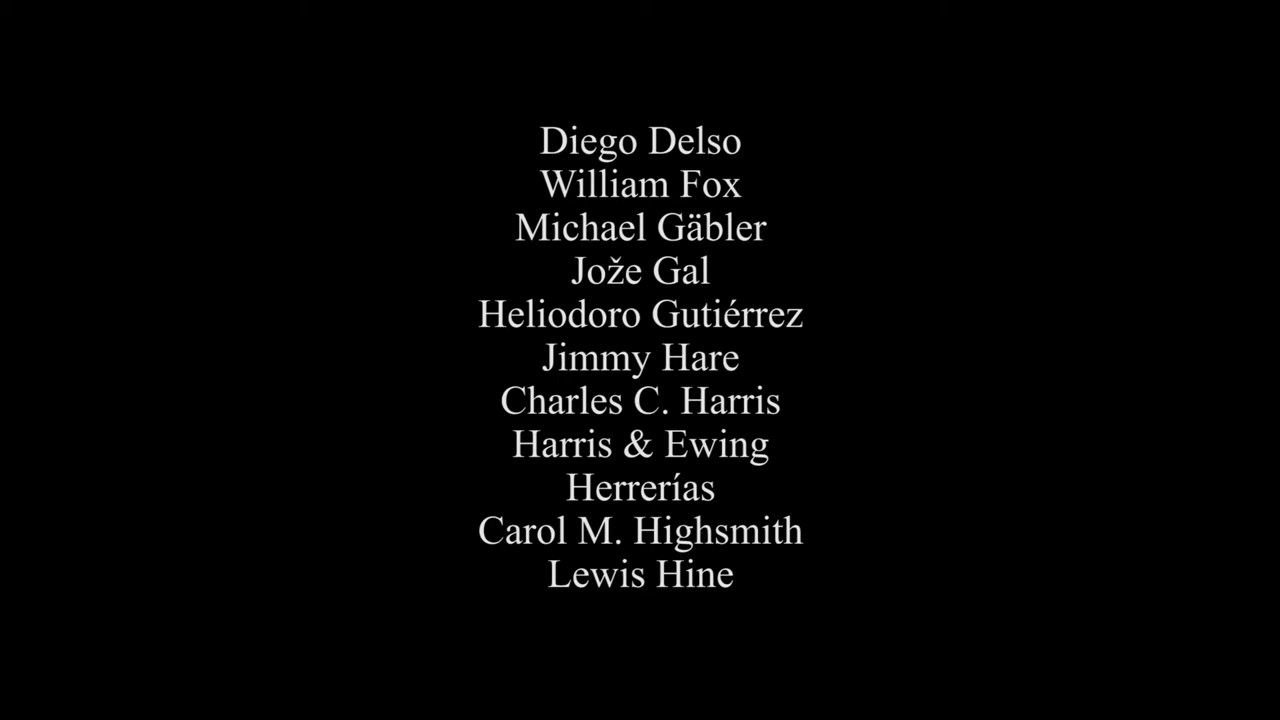 Diego Delso
William Fox
Michael Gäbler
Jože Gal
Heliodoro Gutiérrez
Jimmy Hare
Charles C. Harris
Harris & Ewing
Herrerías
Carol M. Highsmith
Lewis Hine